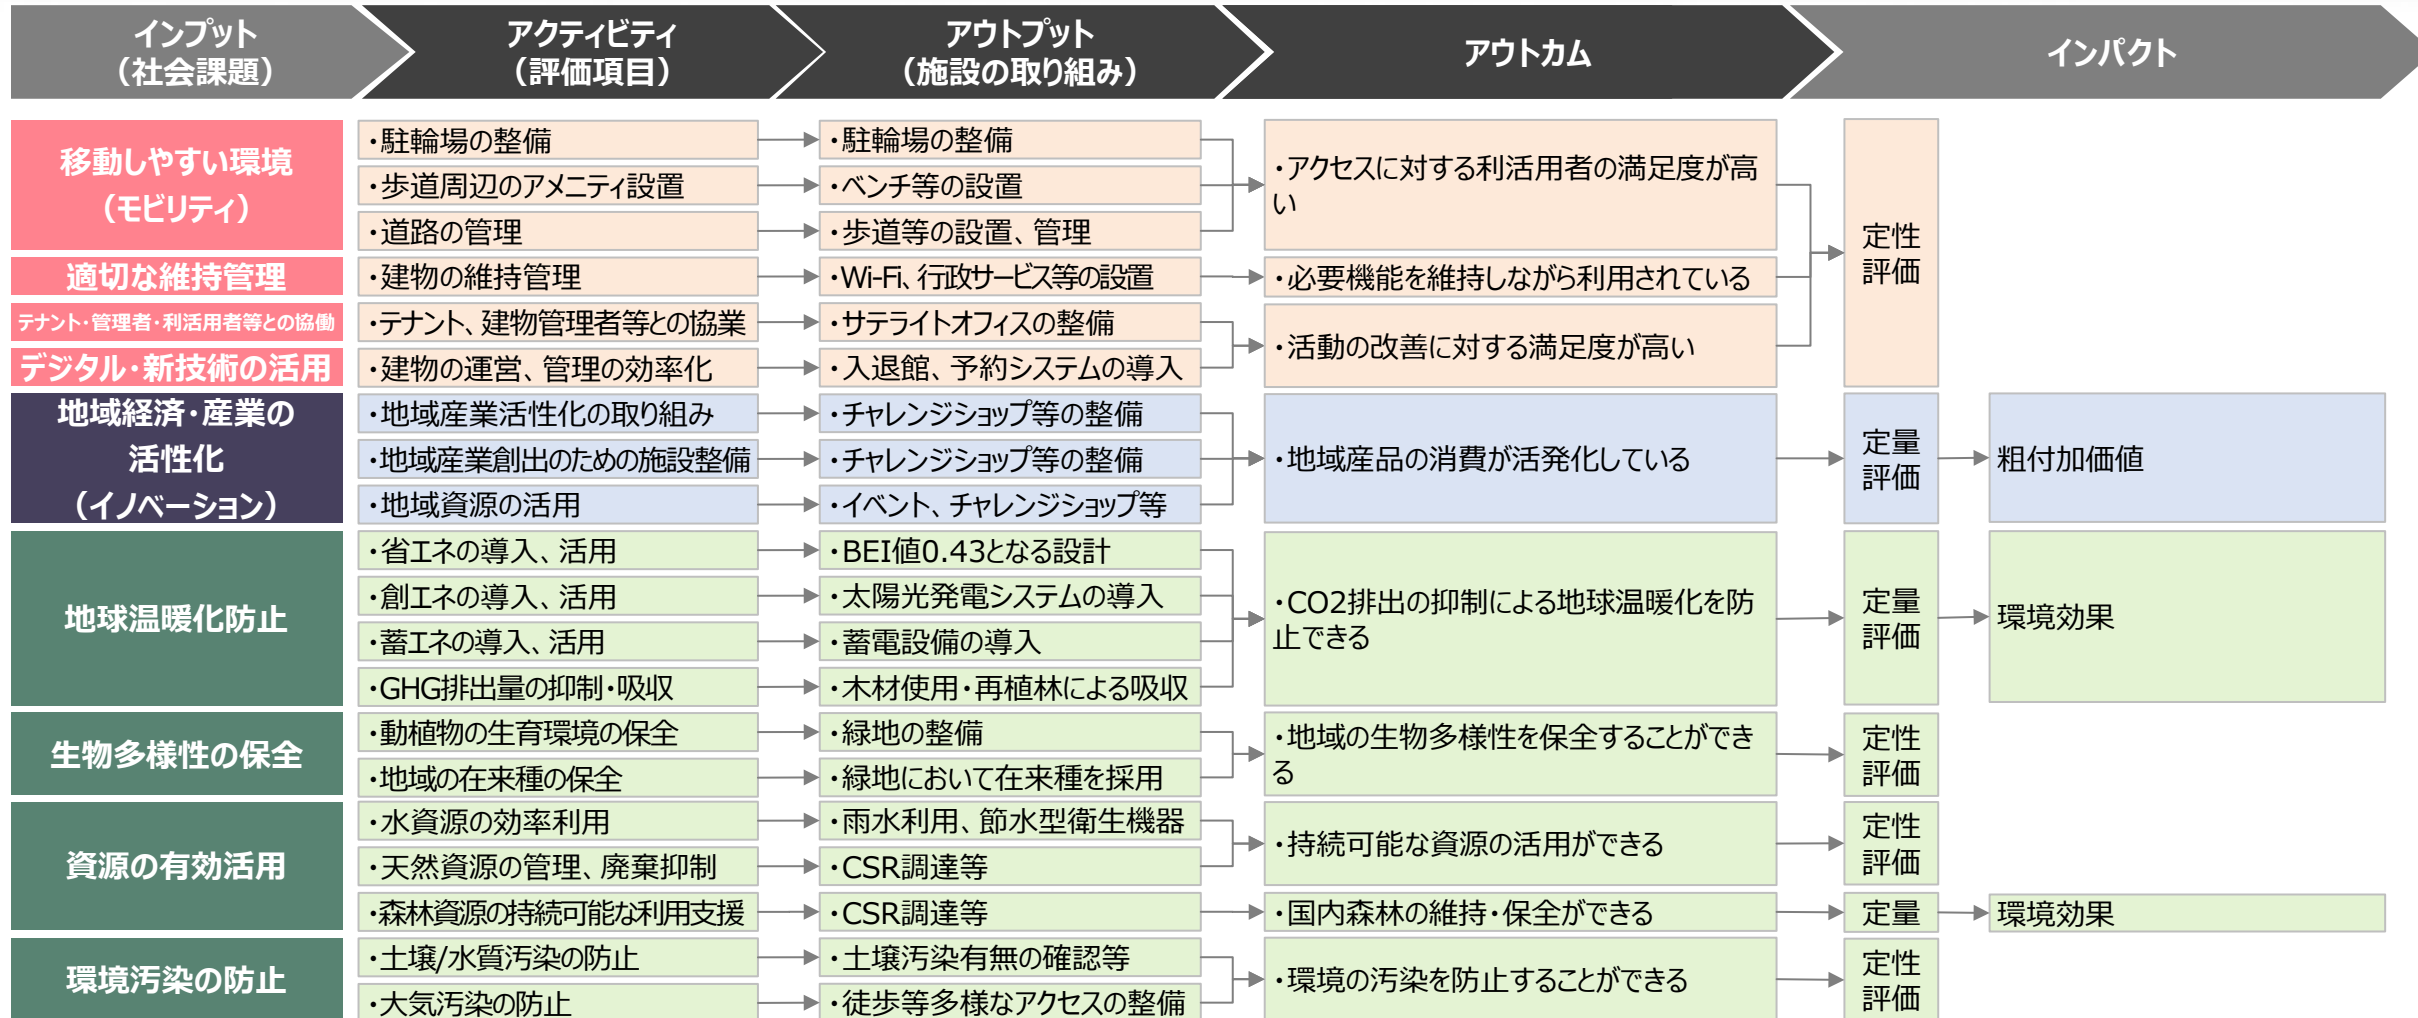 インプット
（社会課題）
アクティビティ
（評価項目）
アウトプット
（施設の取り組み）
アウトカム
インパクト
移動しやすい環境
（モビリティ）
・駐輪場の整備
・駐輪場の整備
・歩道周辺のアメニティ設置
・ベンチ等の設置
・道路の管理
・歩道等の設置、管理
・アクセスに対する利活用者の満足度が高
い
定性
評価
適切な維持管理
・建物の維持管理
・Wi-Fi、行政サービス等の設置
・必要機能を維持しながら利用されている
テナント・管理者・利活用者等との協働
・テナント、建物管理者等との協業
・サテライトオフィスの整備
デジタル・新技術の活用
・建物の運営、管理の効率化
・入退館、予約システムの導入
・活動の改善に対する満足度が高い
地域経済・産業の
活性化
（イノベーション）
・地域産業活性化の取り組み
・チャレンジショップ等の整備
・地域産業創出のための施設整備
・チャレンジショップ等の整備
・地域資源の活用
・イベント、チャレンジショップ等
・地域産品の消費が活発化している
定量
評価
粗付加価値
地球温暖化防止
・省エネの導入、活用
・BEI値0.43となる設計
・創エネの導入、活用
・太陽光発電システムの導入
・蓄エネの導入、活用
・蓄電設備の導入
・GHG排出量の抑制・吸収
・木材使用・再植林による吸収
・CO2排出の抑制による地球温暖化を防
止できる
定量
評価
環境効果
生物多様性の保全
・動植物の生育環境の保全
・緑地の整備
・地域の在来種の保全
・緑地において在来種を採用
・地域の生物多様性を保全することができ
る
定性
評価
資源の有効活用
・水資源の効率利用
・雨水利用、節水型衛生機器
・天然資源の管理、廃棄抑制
・CSR調達等
・持続可能な資源の活用ができる
定性
評価
・森林資源の持続可能な利用支援
・CSR調達等
・国内森林の維持・保全ができる
定量
環境効果
環境汚染の防止
・土壌/水質汚染の防止
・土壌汚染有無の確認等
・大気汚染の防止
・徒歩等多様なアクセスの整備
・環境の汚染を防止することができる
定性
評価